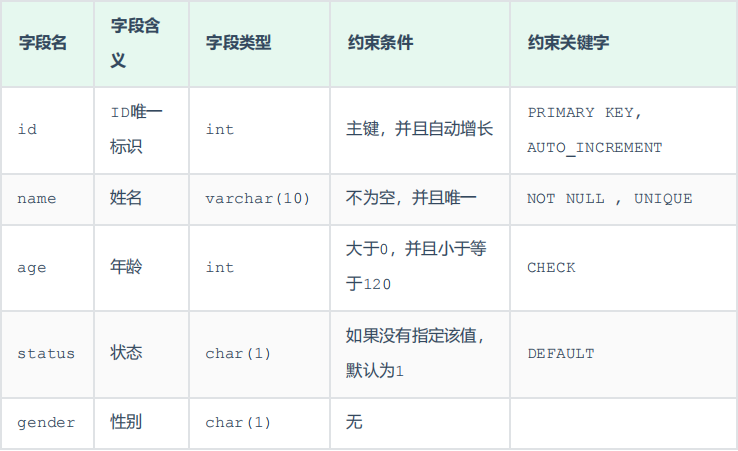 字段名 字段含 字段类型 约束条件 约束关键字
义
id ID唯一 int 主键，并且自动增长 PRIMARY KEY,
标识 AUTO_INCREMENT
name 姓名 varchar(10) 不为空，并且唯一 NOT NULL , UNIQUE
age 年龄 int 大于0，并且小于等 CHECK
于120
status 状态 char(1) 如果没有指定该值， DEFAULT
默认为1
gender 性别 char(1) 无